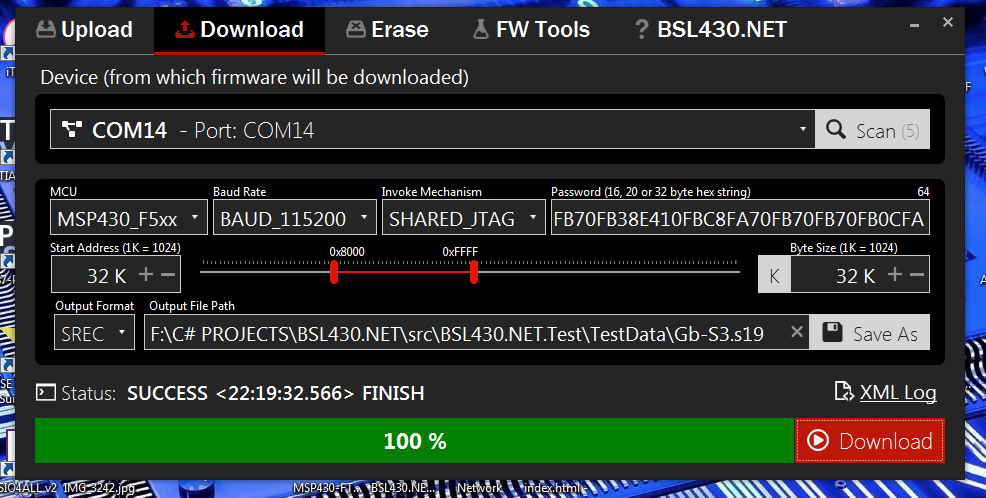 Upload Download Erase FW Tools ? BSL430.NET
Device (from which firmware will be downloaded)
COM14 - Port: COM14 Scan (5)
MCU Baud Rate Invoke Mechanism Password (16, 20 or 32 byte hex string) 64
MSP430_F5xx BAUD_115200 SHARED_JTAG FB70FB38E410FBC8FA70FB70FB70FB0CFA
Start Address (1K = 1024) 0x8000 0xFFFF Byte Size (1K = 1024)
32 K + − K 32 K + −
Output Format Output File Path
SREC F:\C# PROJECTS\BSL430.NET\src\BSL430.NET.Test\TestData\Gb-S3.s19 Save As
Status: SUCCESS <22:19:32.566> FINISH XML Log
100 % Download
SIO4ALL v2 IMG_3242.jpg MSP430-FT... BSL430.NE... Network index.html -